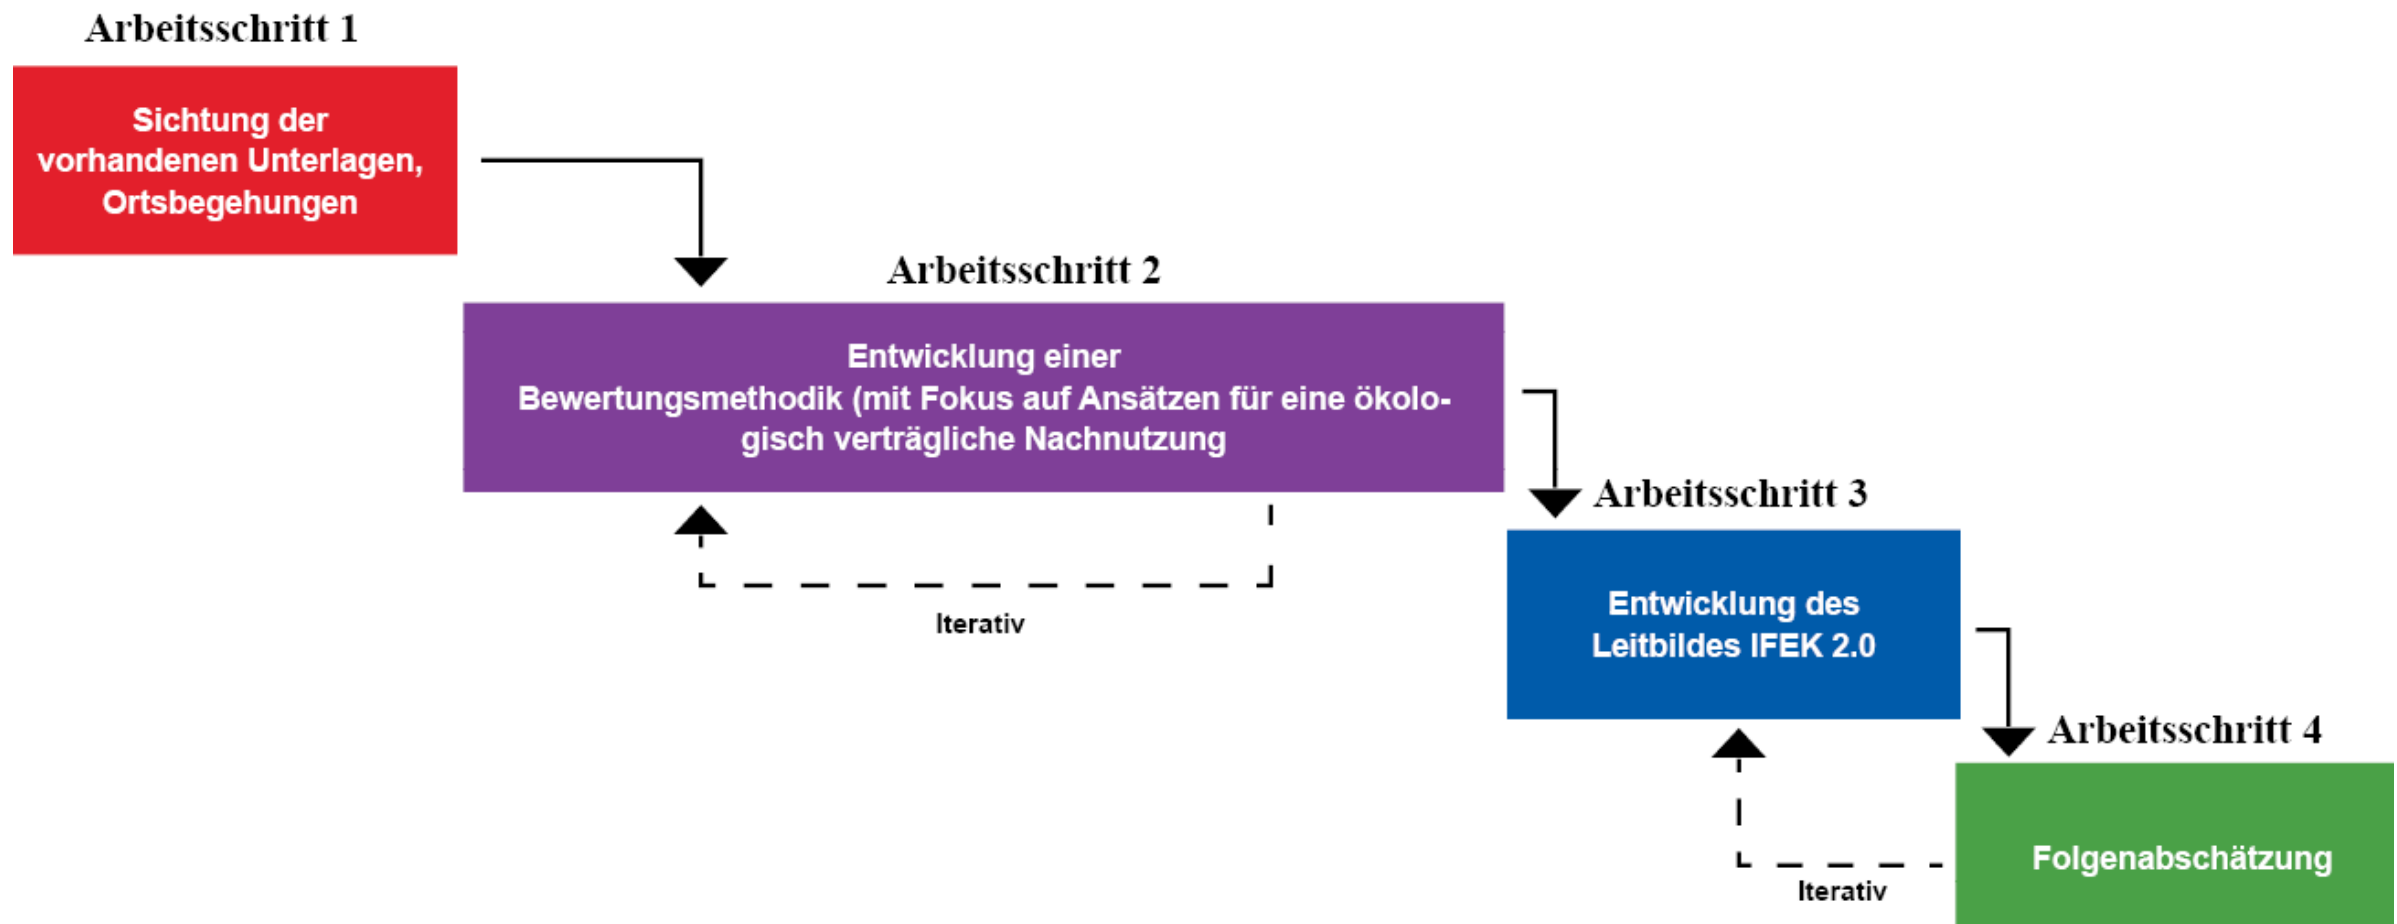 Arbeitsschritt 1
Sichtung der
vorhandenen Unterlagen,
Ortsbegehungen
Arbeitsschritt 2
Entwicklung einer
Bewertungsmethodik (mit Fokus auf Ansätzen für eine ökolo-
gisch verträgliche Nachnutzung
Iterativ
Arbeitsschritt 3
Entwicklung des
Leitbildes IFEK 2.0
Arbeitsschritt 4
Folgenabschätzung
Iterativ